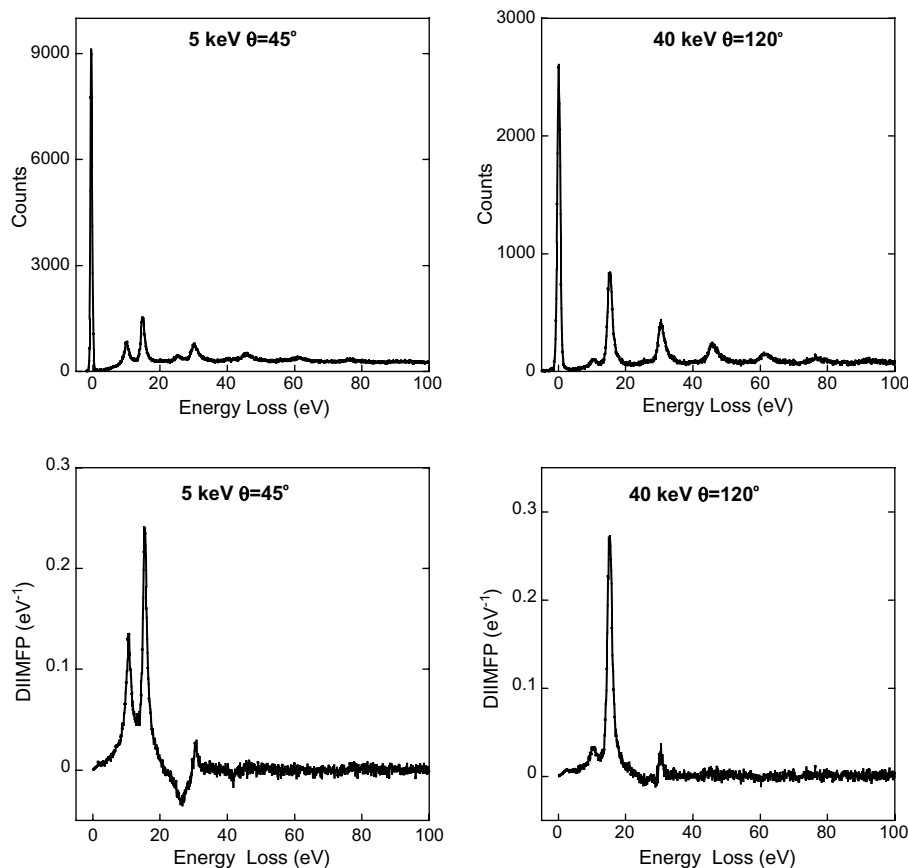 5 keV θ=45°
9000
6000
3000
0
Counts
0 20 40 60 80 100
Energy Loss (eV)
40 keV θ=120°
3000
2000
1000
0
Counts
0 20 40 60 80 100
Energy Loss (eV)
5 keV θ=45°
0.3
0.2
0.1
0
DIIMFP (eV⁻¹)
0 20 40 60 80 100
Energy Loss (eV)
40 keV θ=120°
0.3
0.2
0.1
0
DIIMFP (eV⁻¹)
0 20 40 60 80 100
Energy Loss (eV)